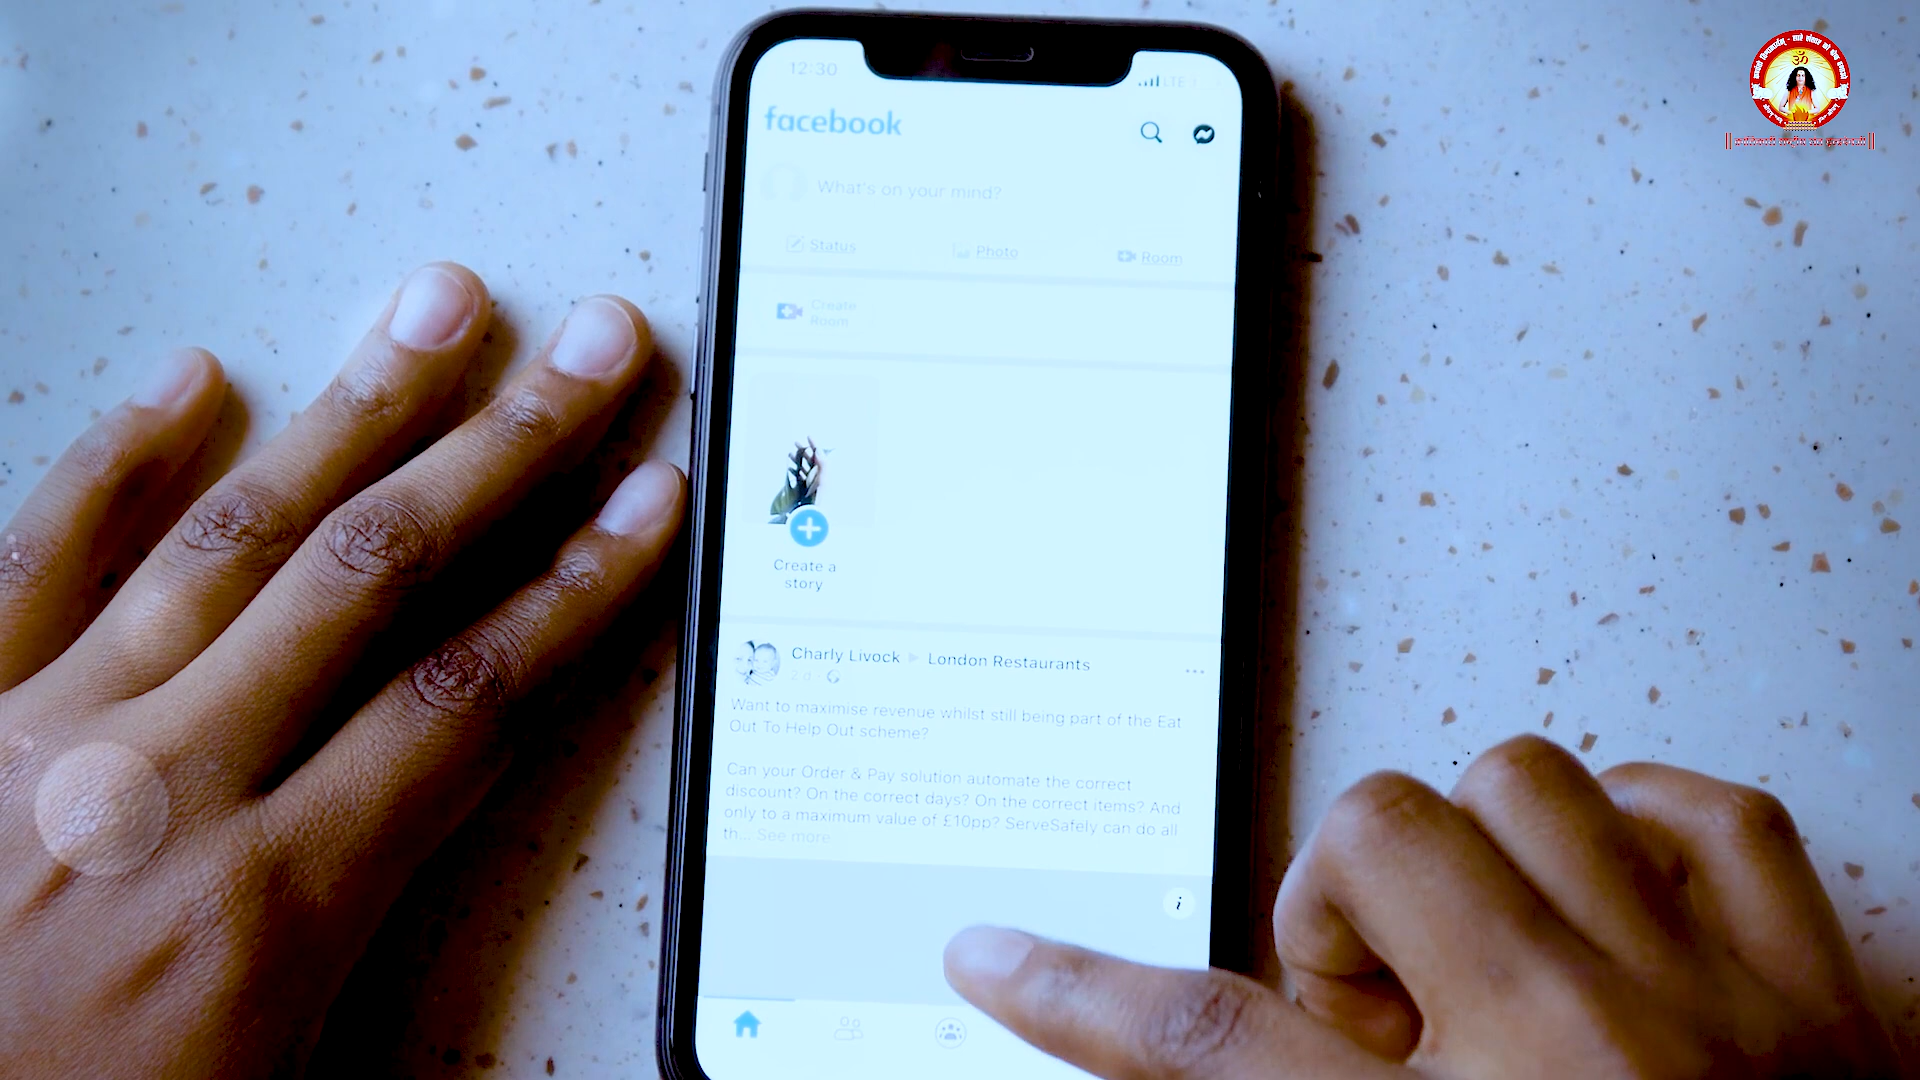 12:30
LTE
facebook
What's on your mind?
Status
Photo
Room
Create
Room
Create a
story
Charly Livock ▸ London Restaurants
2 d ·
Want to maximise revenue whilst still being part of the Eat
Out To Help Out scheme?
Can your Order & Pay solution automate the correct
discount? On the correct days? On the correct items? And
only to a maximum value of £10pp? ServeSafely can do all
th... See more
i
ॐ